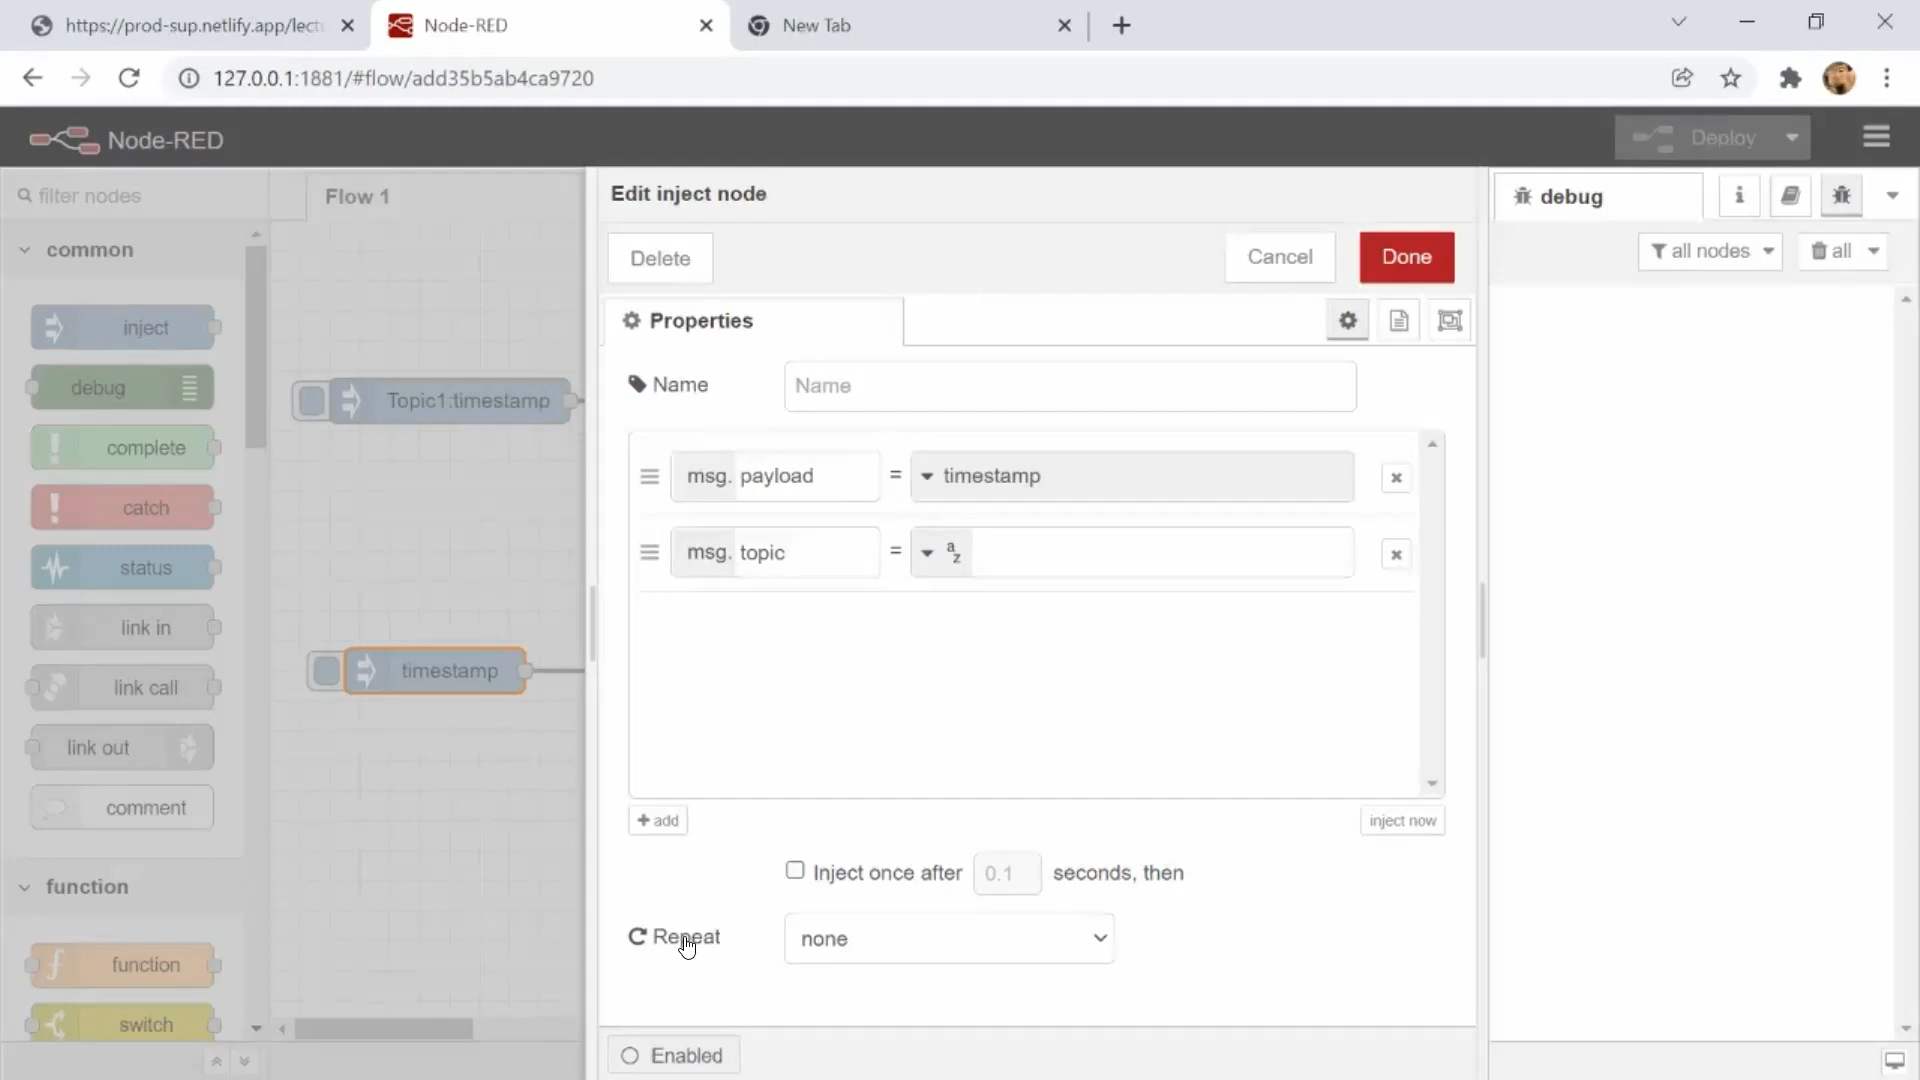 https://prod-sup.netlify.app/lect
Node-RED
New Tab
127.0.0.1:1881/#flow/add35b5ab4ca9720
Node-RED
Deploy
filter nodes
Flow 1
Edit inject node
debug
all nodes
all
common
Delete
Cancel
Done
inject
Properties
debug
Name
Name
Topic1:timestamp
complete
msg. payload = timestamp
catch
msg. topic = az
status
link in
timestamp
link call
link out
comment
add
inject now
Inject once after 0.1 seconds, then
function
Repeat
none
function
switch
Enabled